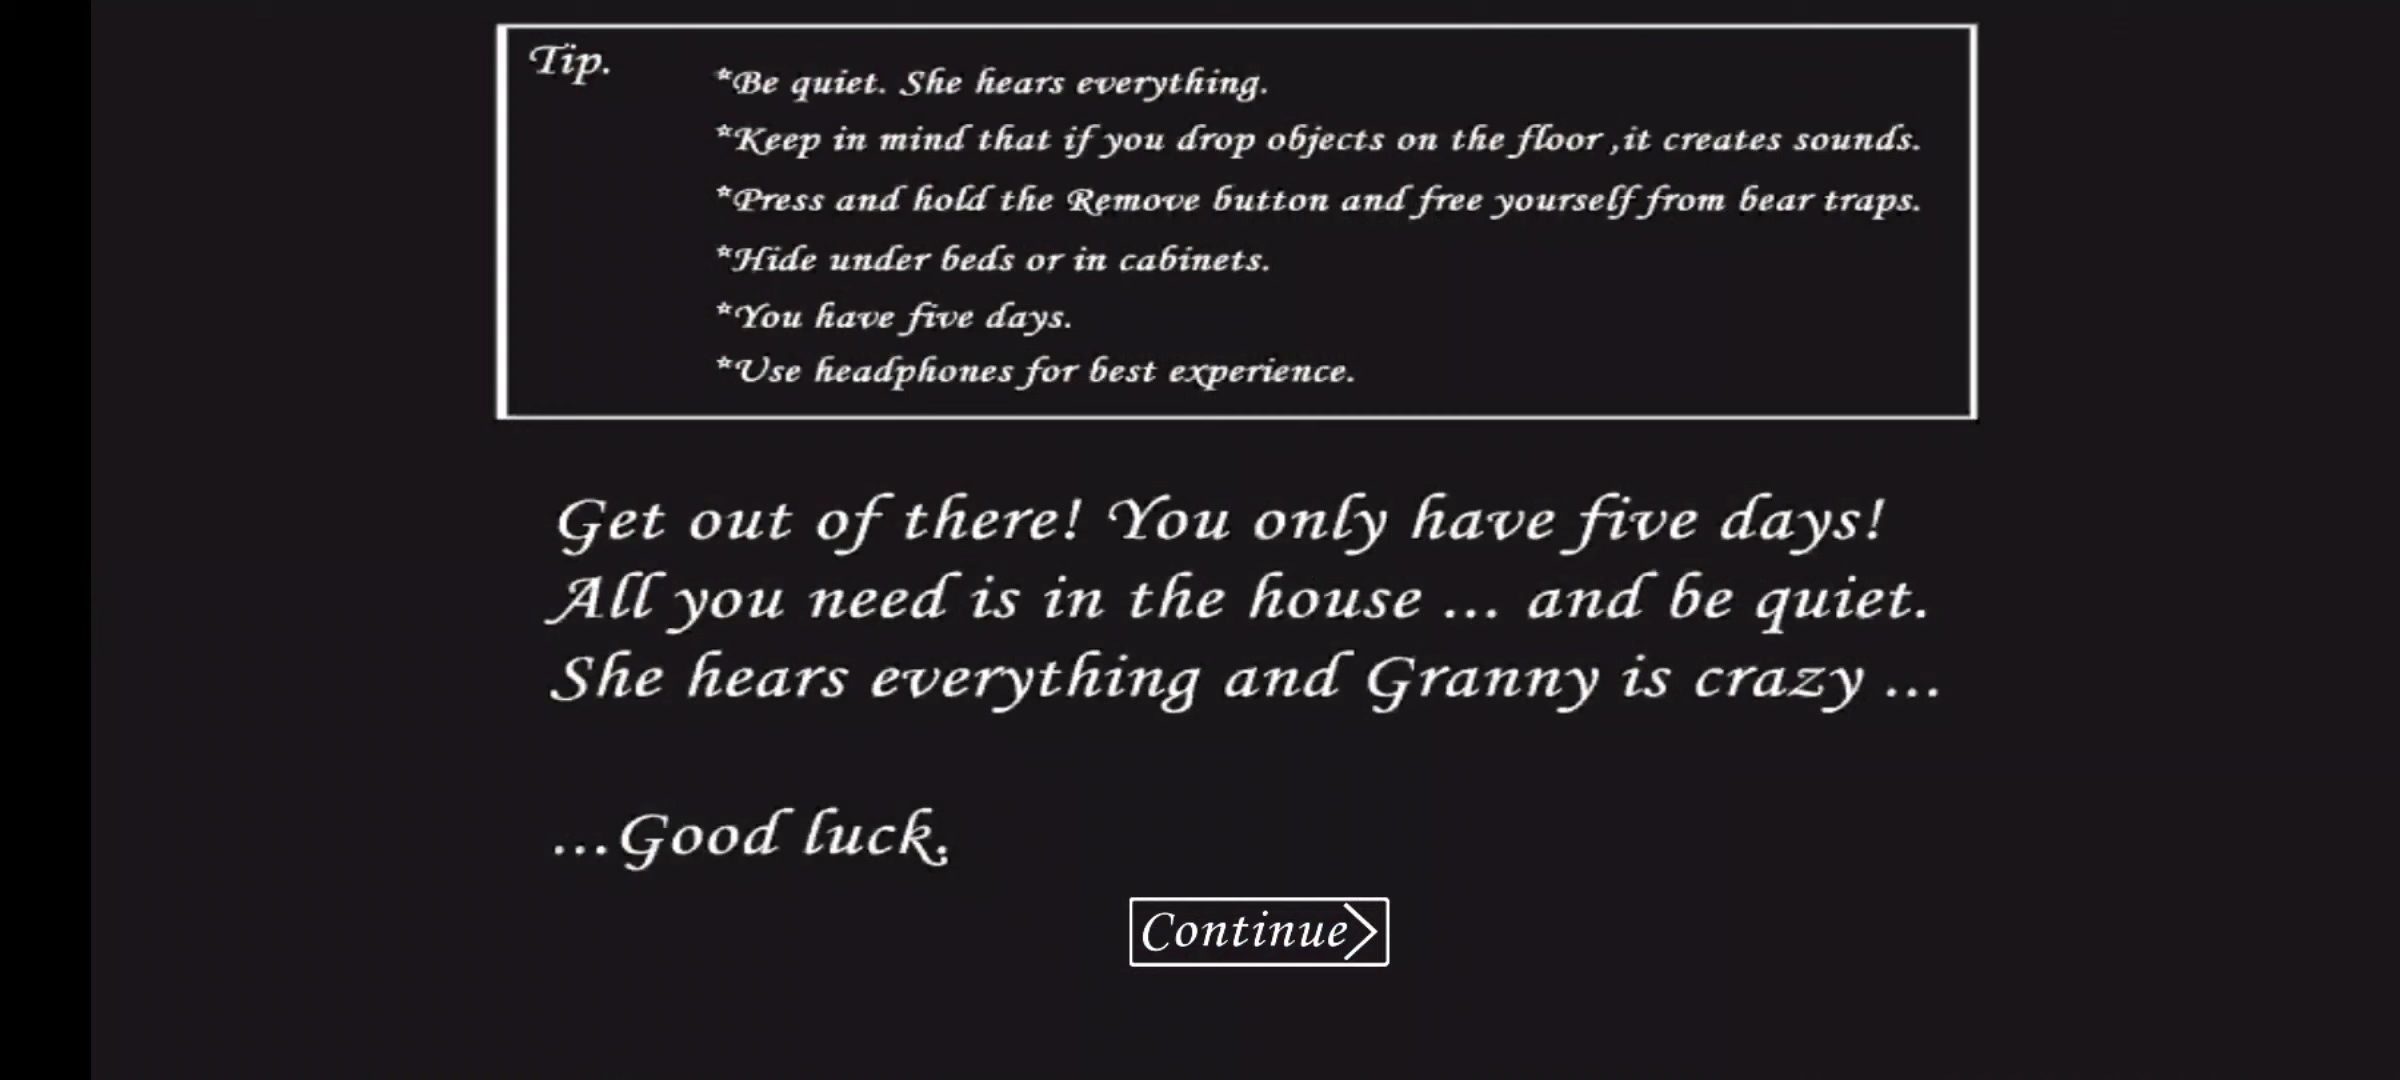 Tip.
*Be quiet. She hears everything.
*Keep in mind that if you drop objects on the floor ,it creates sounds.
*Press and hold the Remove button and free yourself from bear traps.
*Hide under beds or in cabinets.
*You have five days.
*Use headphones for best experience.
Get out of there! You only have five days!
All you need is in the house ... and be quiet.
She hears everything and Granny is crazy ...
...Good luck.
Continue>